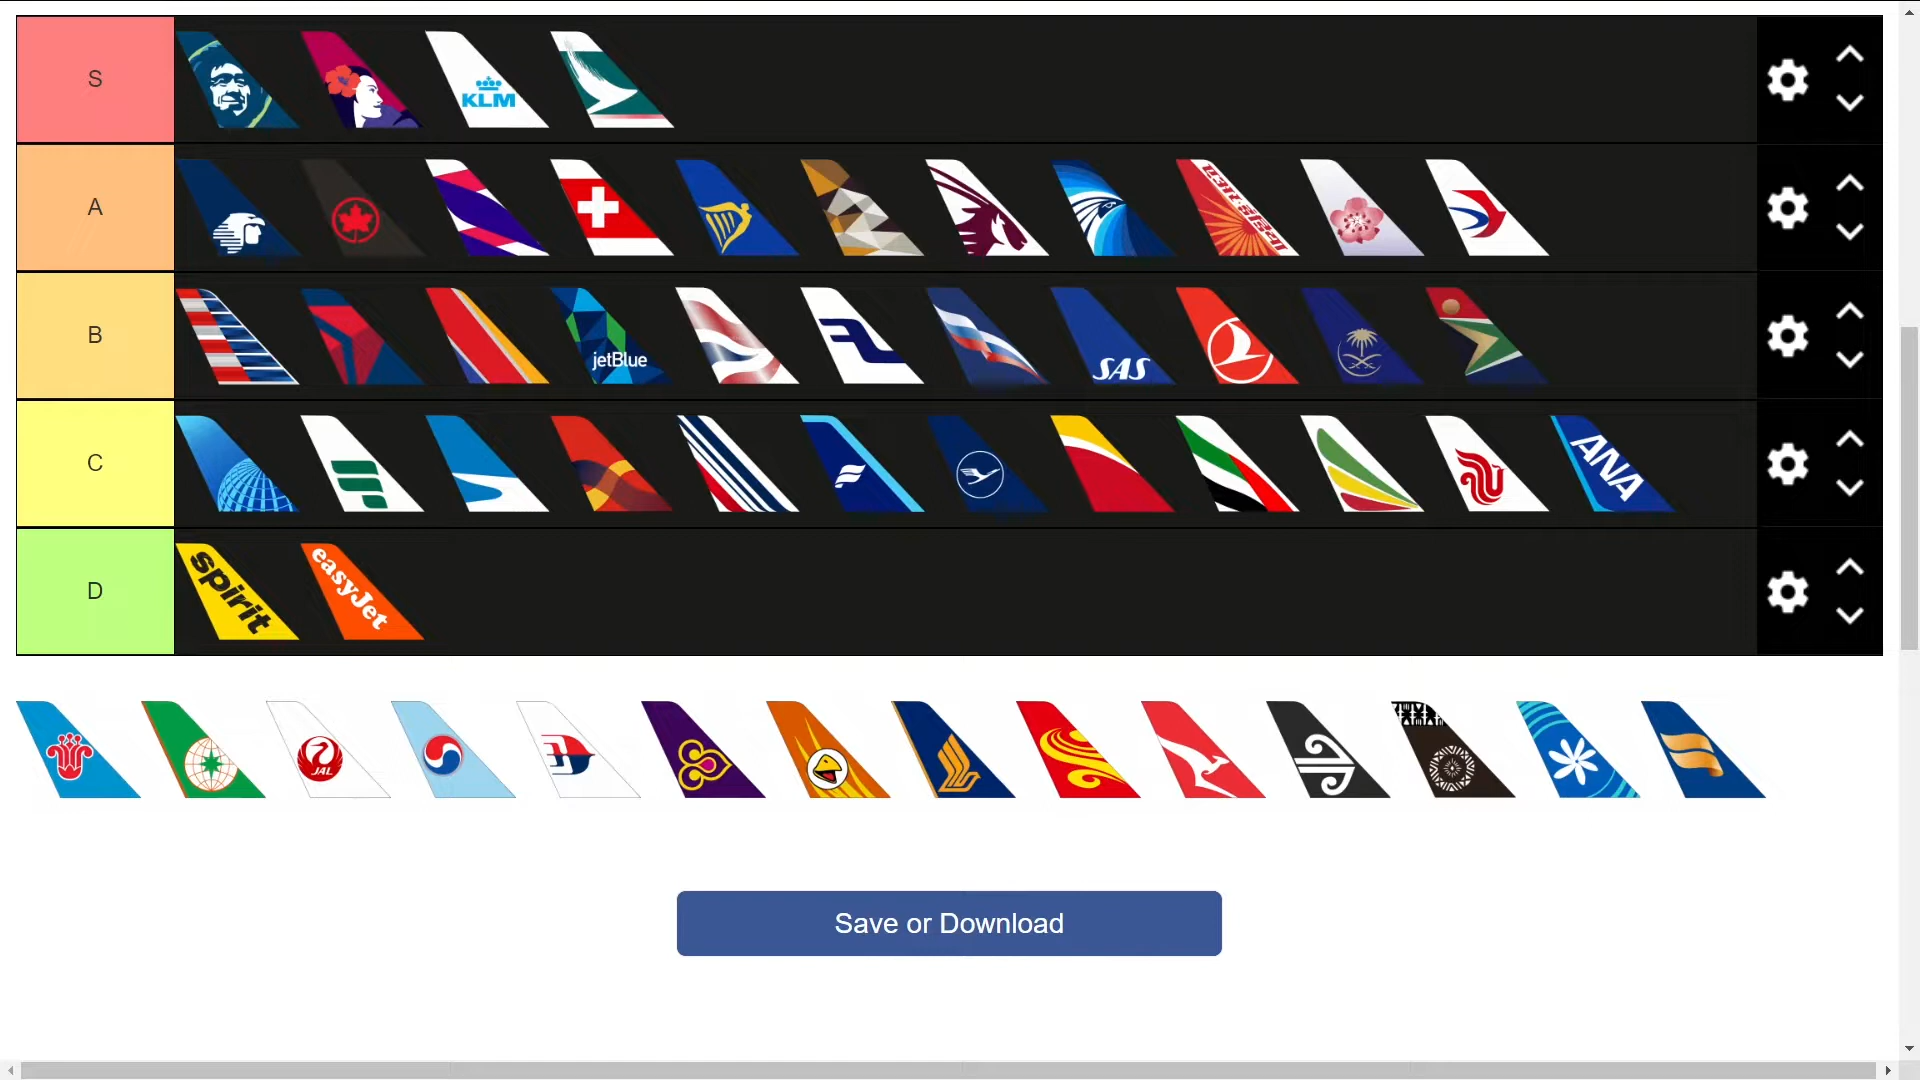 S
KLM
A
B
jetBlue
SAS
C
ANA
D
spirit
easyJet
JAL
Save or Download